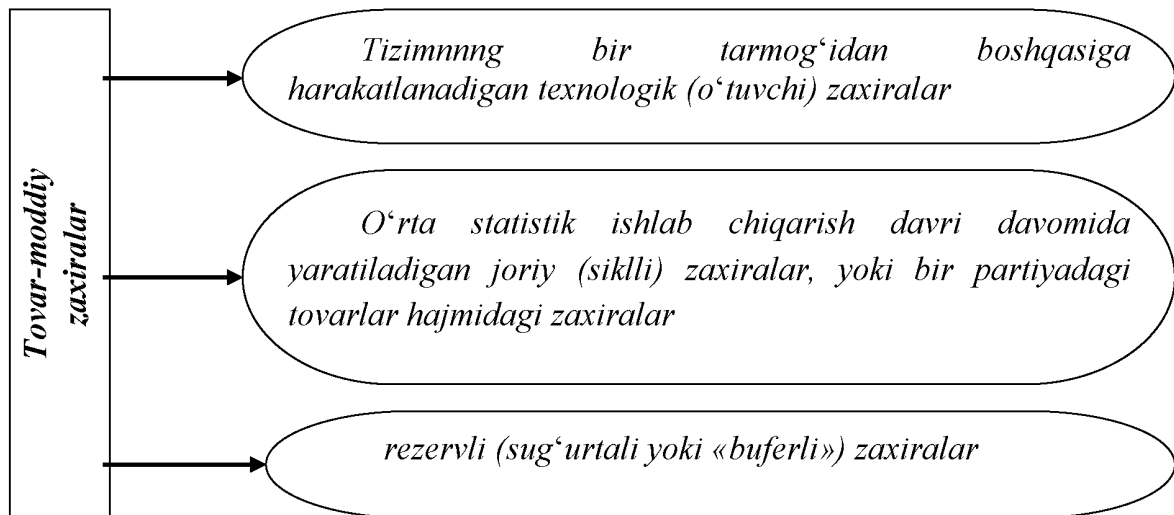 Tovar-moddiy
zaxiralar
Tizimnnng bir tarmog‘idan boshqasiga
harakatlanadigan texnologik (o‘tuvchi) zaxiralar
O‘rta statistik ishlab chiqarish davri davomida
yaratiladigan joriy (siklli) zaxiralar, yoki bir partiyadagi
tovarlar hajmidagi zaxiralar
rezervli (sug‘urtali yoki «buferli») zaxiralar